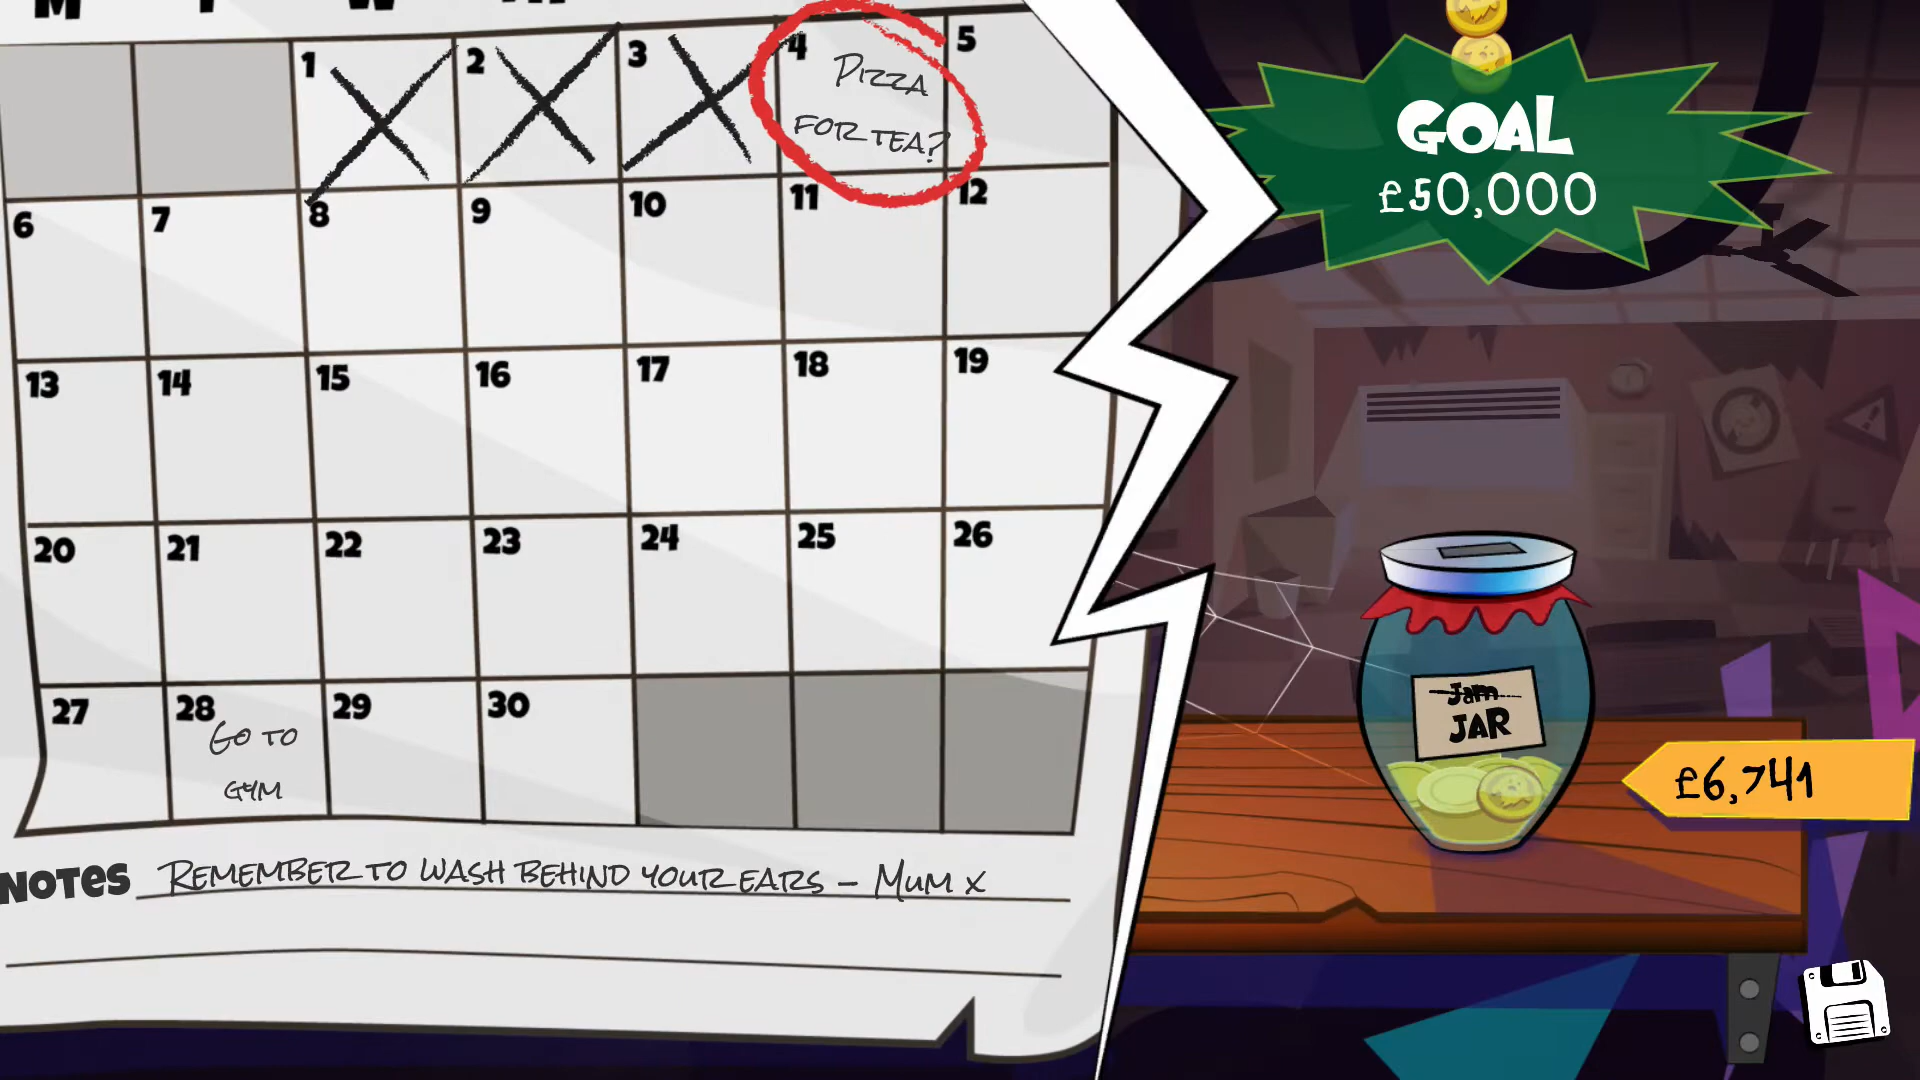 1 2 3 4 5
PIZZA
FOR TEA?
6 7 8 9 10 11 12
13 14 15 16 17 18 19
20 21 22 23 24 25 26
27 28 29 30
GO TO
GYM
NOTES REMEMBER TO WASH BEHIND YOUR EARS – MUM X
GOAL
£50,000
Jam
JAR
£6,741